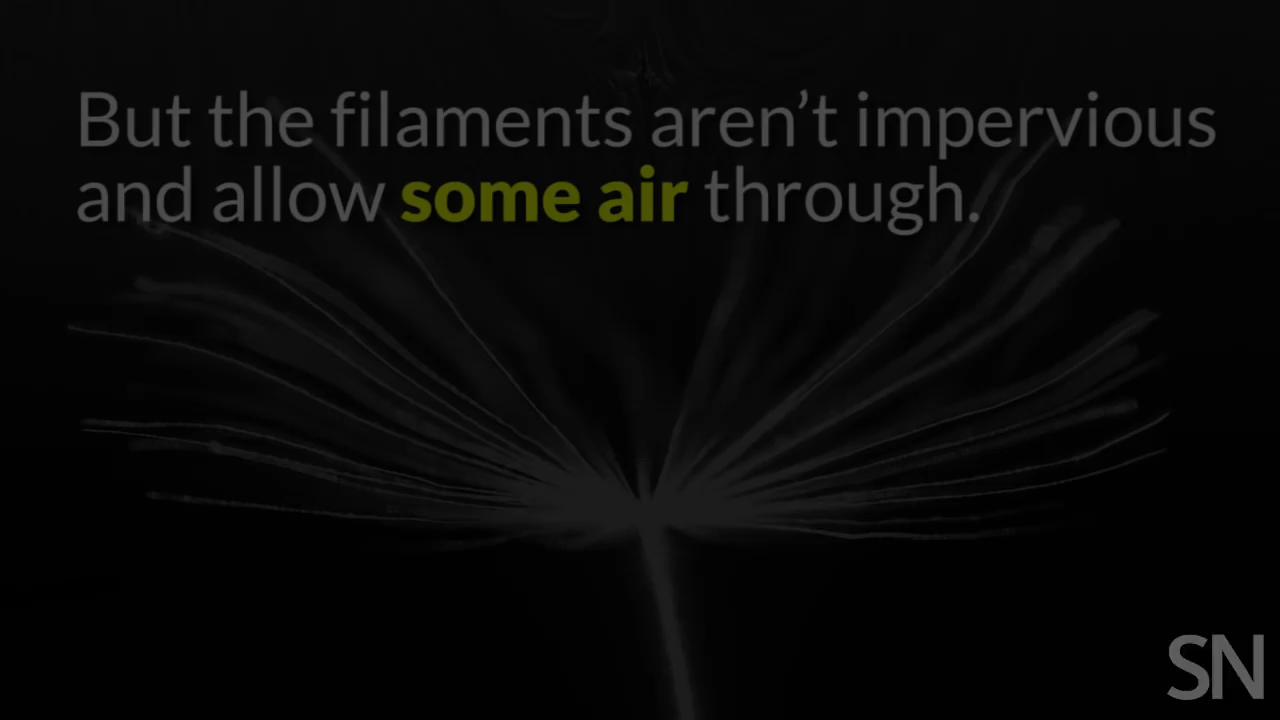 But the filaments aren’t impervious
and allow some air through.
SN